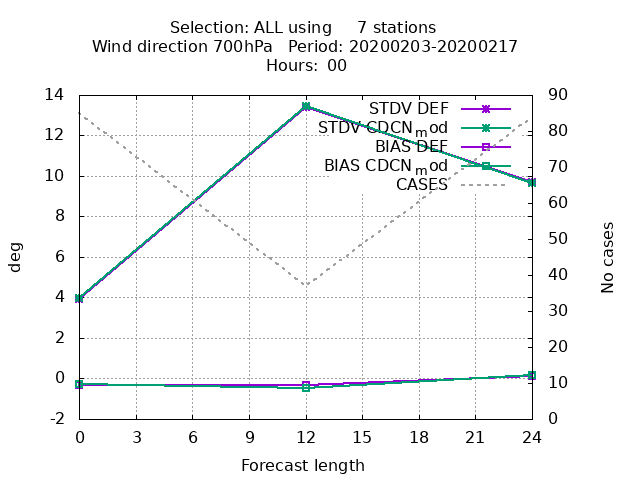 Selection: ALL using     7 stations
Wind direction 700hPa   Period: 20200203-20200217
Hours: 00
STDV DEF
STDV CDCN_mod
BIAS DEF
BIAS CDCN_mod
CASES
14
12
10
8
6
4
2
0
-2
deg
90
80
70
60
50
40
30
20
10
0
No cases
0 3 6 9 12 15 18 21 24
Forecast length